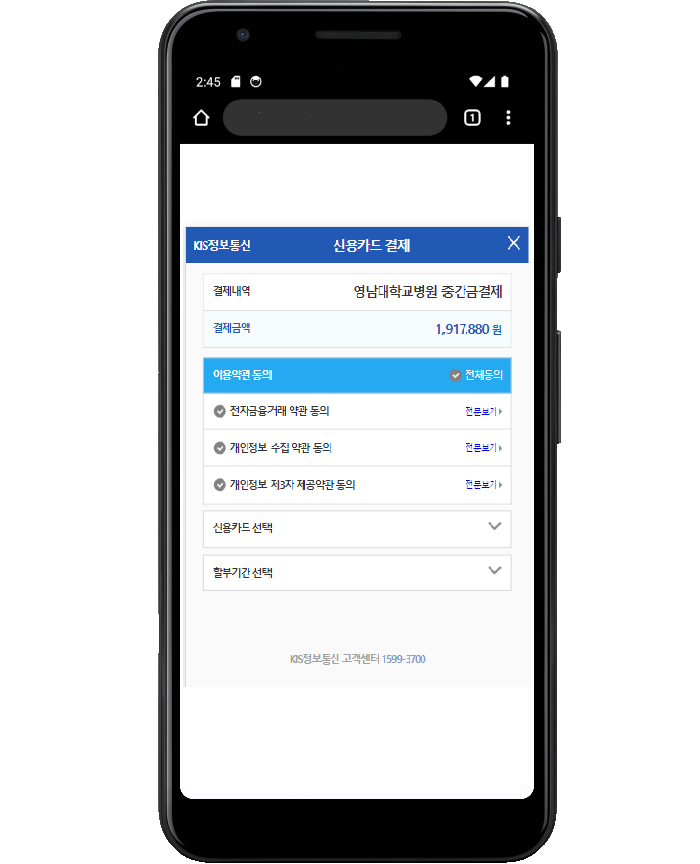 2:45
1
KIS정보통신 신용카드 결제
결제내역 영남대학교병원 중간금결제
결제금액 1,917,880 원
이용약관 동의 전체동의
전자금융거래 약관 동의 전문보기
개인정보 수집 약관 동의 전문보기
개인정보 제3자 제공약관 동의 전문보기
신용카드 선택
할부기간 선택
KIS정보통신 고객센터 1599-3700